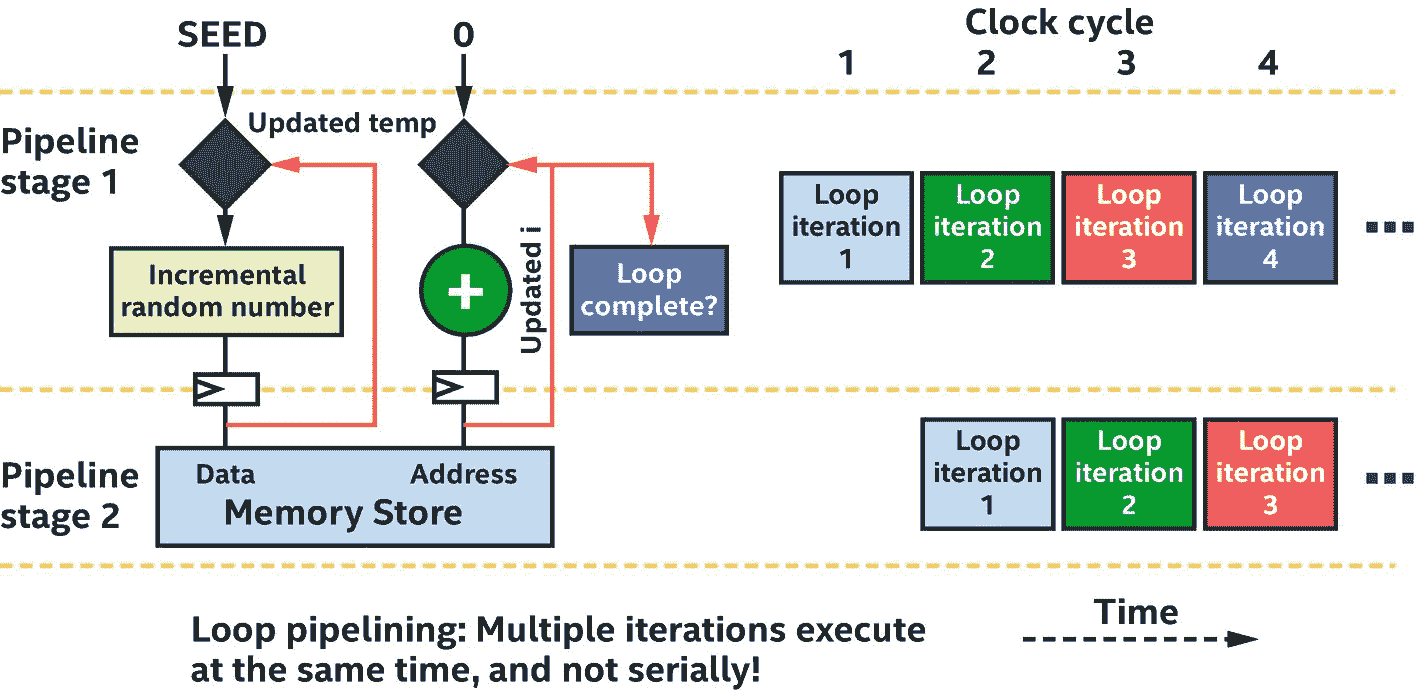 SEED
0
Clock cycle
1 2 3 4
Pipeline
stage 1
Updated temp
Incremental
random number
+
Updated i
Loop
complete?
Loop
iteration
1
Loop
iteration
2
Loop
iteration
3
Loop
iteration
4
Pipeline
stage 2
Data
Address
Memory Store
Loop
iteration
1
Loop
iteration
2
Loop
iteration
3
Loop pipelining: Multiple iterations execute
at the same time, and not serially!
Time